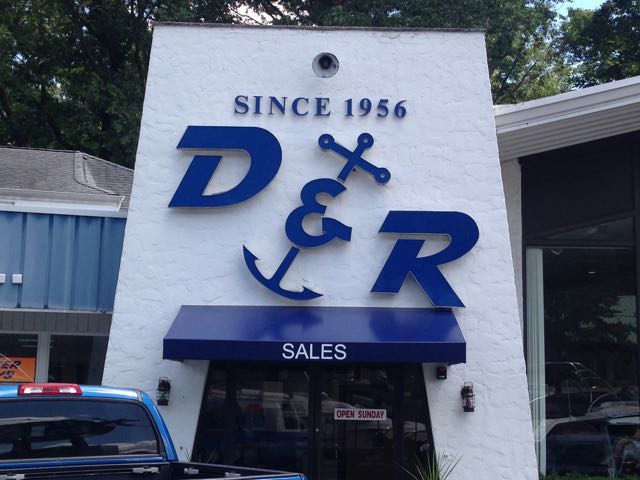 SINCE 1956
D & R
SALES
OPEN SUNDAY